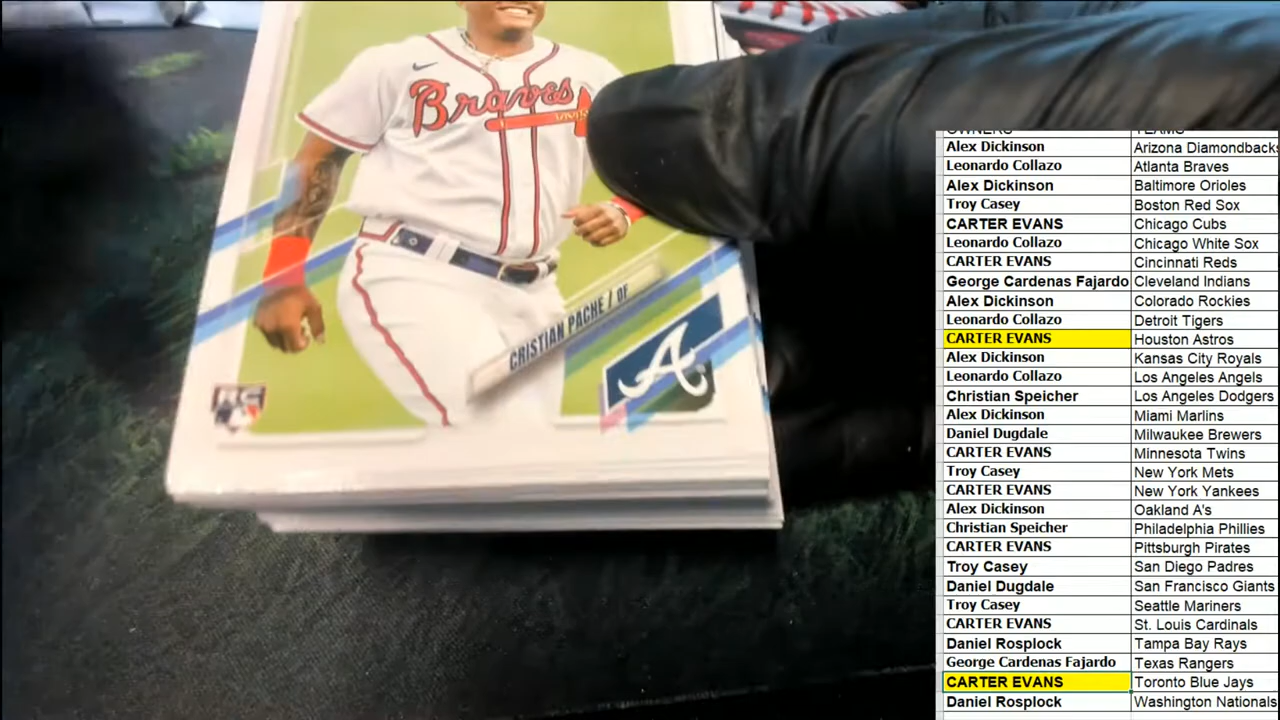 Braves
CRISTIAN PACHE / OF
A
RC
OWNERS TEAMS
Alex Dickinson Arizona Diamondbacks
Leonardo Collazo Atlanta Braves
Alex Dickinson Baltimore Orioles
Troy Casey Boston Red Sox
CARTER EVANS Chicago Cubs
Leonardo Collazo Chicago White Sox
CARTER EVANS Cincinnati Reds
George Cardenas Fajardo Cleveland Indians
Alex Dickinson Colorado Rockies
Leonardo Collazo Detroit Tigers
CARTER EVANS Houston Astros
Alex Dickinson Kansas City Royals
Leonardo Collazo Los Angeles Angels
Christian Speicher Los Angeles Dodgers
Alex Dickinson Miami Marlins
Daniel Dugdale Milwaukee Brewers
CARTER EVANS Minnesota Twins
Troy Casey New York Mets
CARTER EVANS New York Yankees
Alex Dickinson Oakland A's
Christian Speicher Philadelphia Phillies
CARTER EVANS Pittsburgh Pirates
Troy Casey San Diego Padres
Daniel Dugdale San Francisco Giants
Troy Casey Seattle Mariners
CARTER EVANS St. Louis Cardinals
Daniel Rosplock Tampa Bay Rays
George Cardenas Fajardo Texas Rangers
CARTER EVANS Toronto Blue Jays
Daniel Rosplock Washington Nationals